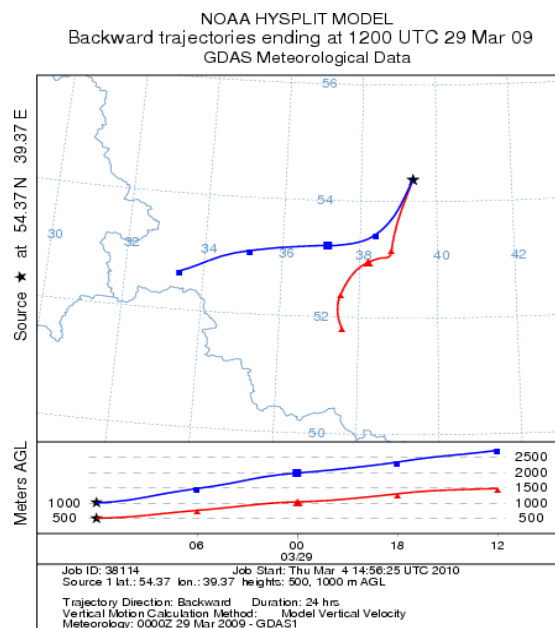 NOAA HYSPLIT MODEL
Backward trajectories ending at 1200 UTC 29 Mar 09
GDAS Meteorological Data
Source ★ at 54.37 N 39.37 E
56
54
30
32
34
36
38
40
42
52
50
Meters AGL
2500
2000
1500
1000
500
1000
500
06 00 18 12
03/29
Job ID: 38114 Job Start: Thu Mar 4 14:56:25 UTC 2010
Source 1 lat.: 54.37 lon.: 39.37 heights: 500, 1000 m AGL
Trajectory Direction: Backward Duration: 24 hrs
Vertical Motion Calculation Method: Model Vertical Velocity
Meteorology: 0000Z 29 Mar 2009 - GDAS1